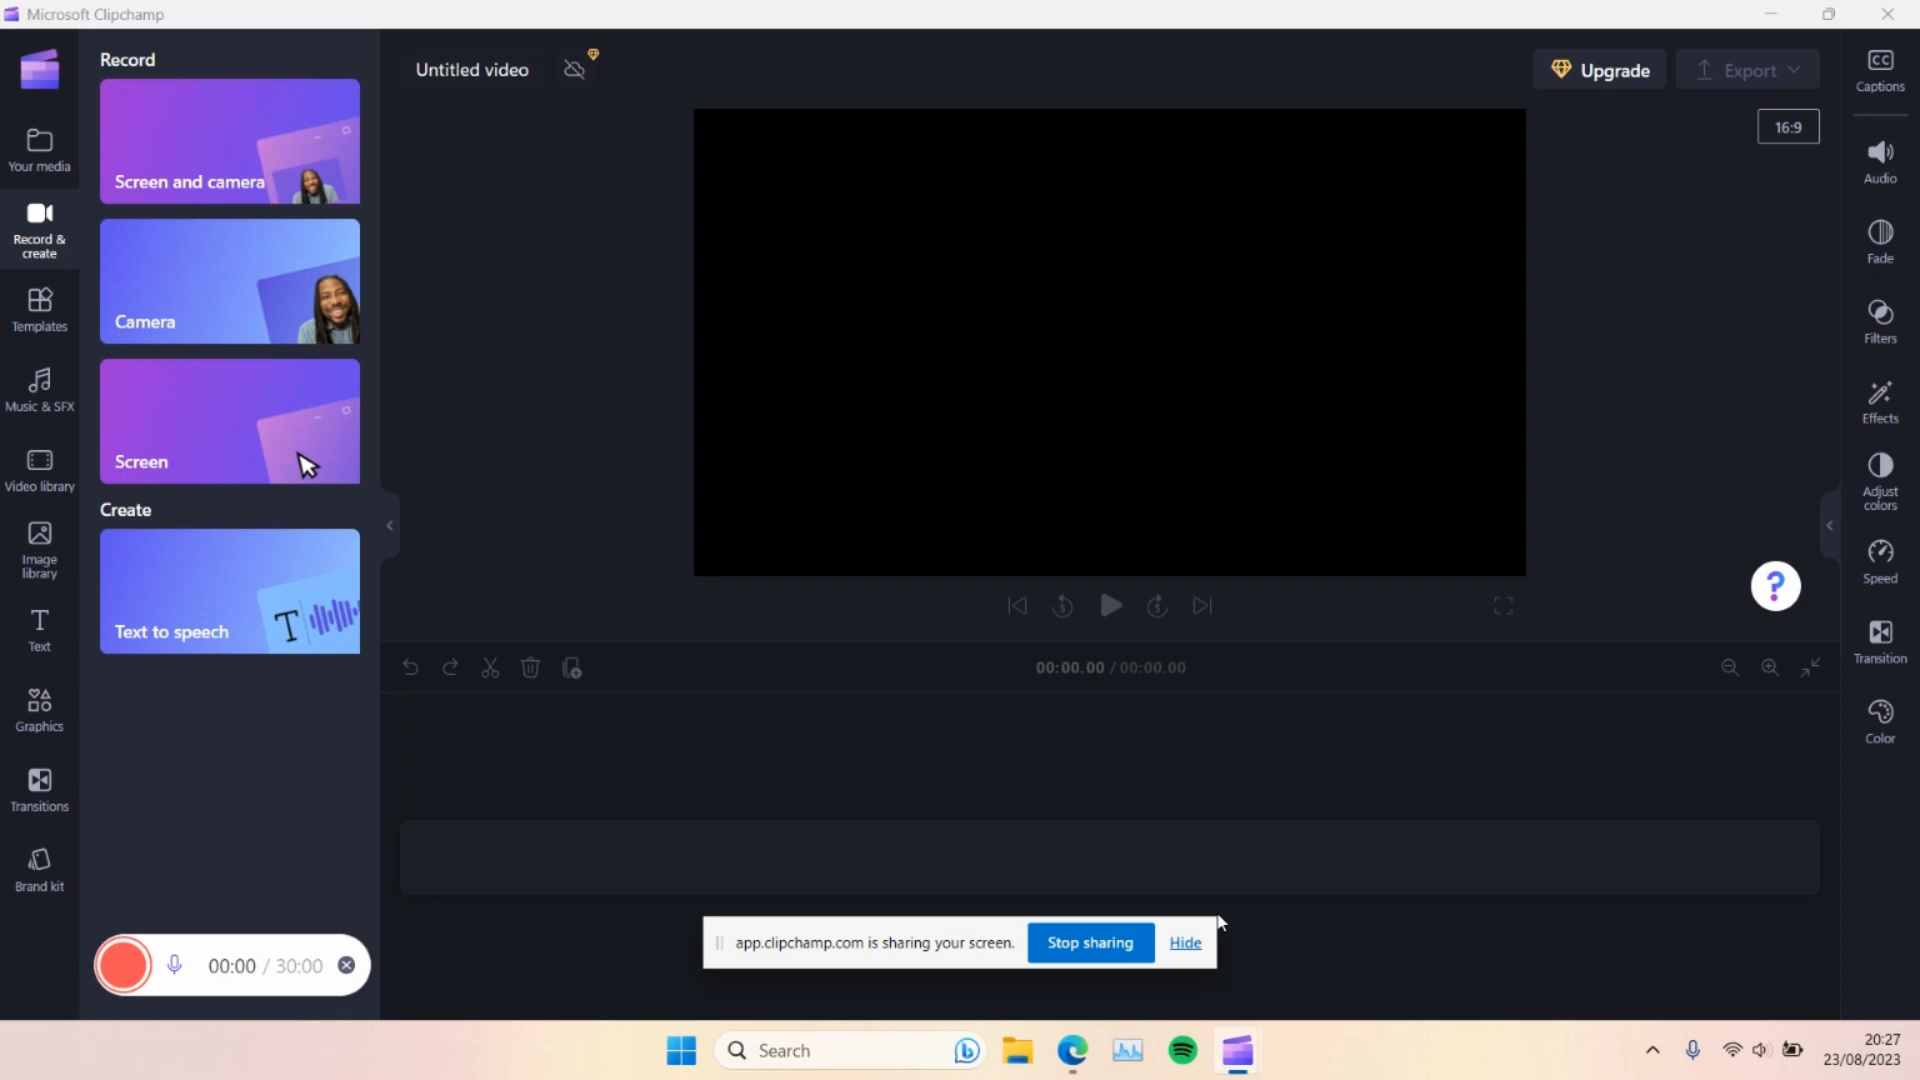 Microsoft Clipchamp
Record
Untitled video
Upgrade
Export
CC
Captions
16:9
Your media
Screen and camera
Audio
Record &
create
Fade
Templates
Camera
Filters
Music & SFX
Effects
Video library
Screen
Adjust
colors
Create
Image
library
Speed
?
Text
T
Text to speech
Transition
5
5
00:00.00 / 00:00.00
Graphics
Color
Transitions
Brand kit
app.clipchamp.com is sharing your screen.
Stop sharing
Hide
00:00 / 30:00
Search
20:27
23/08/2023